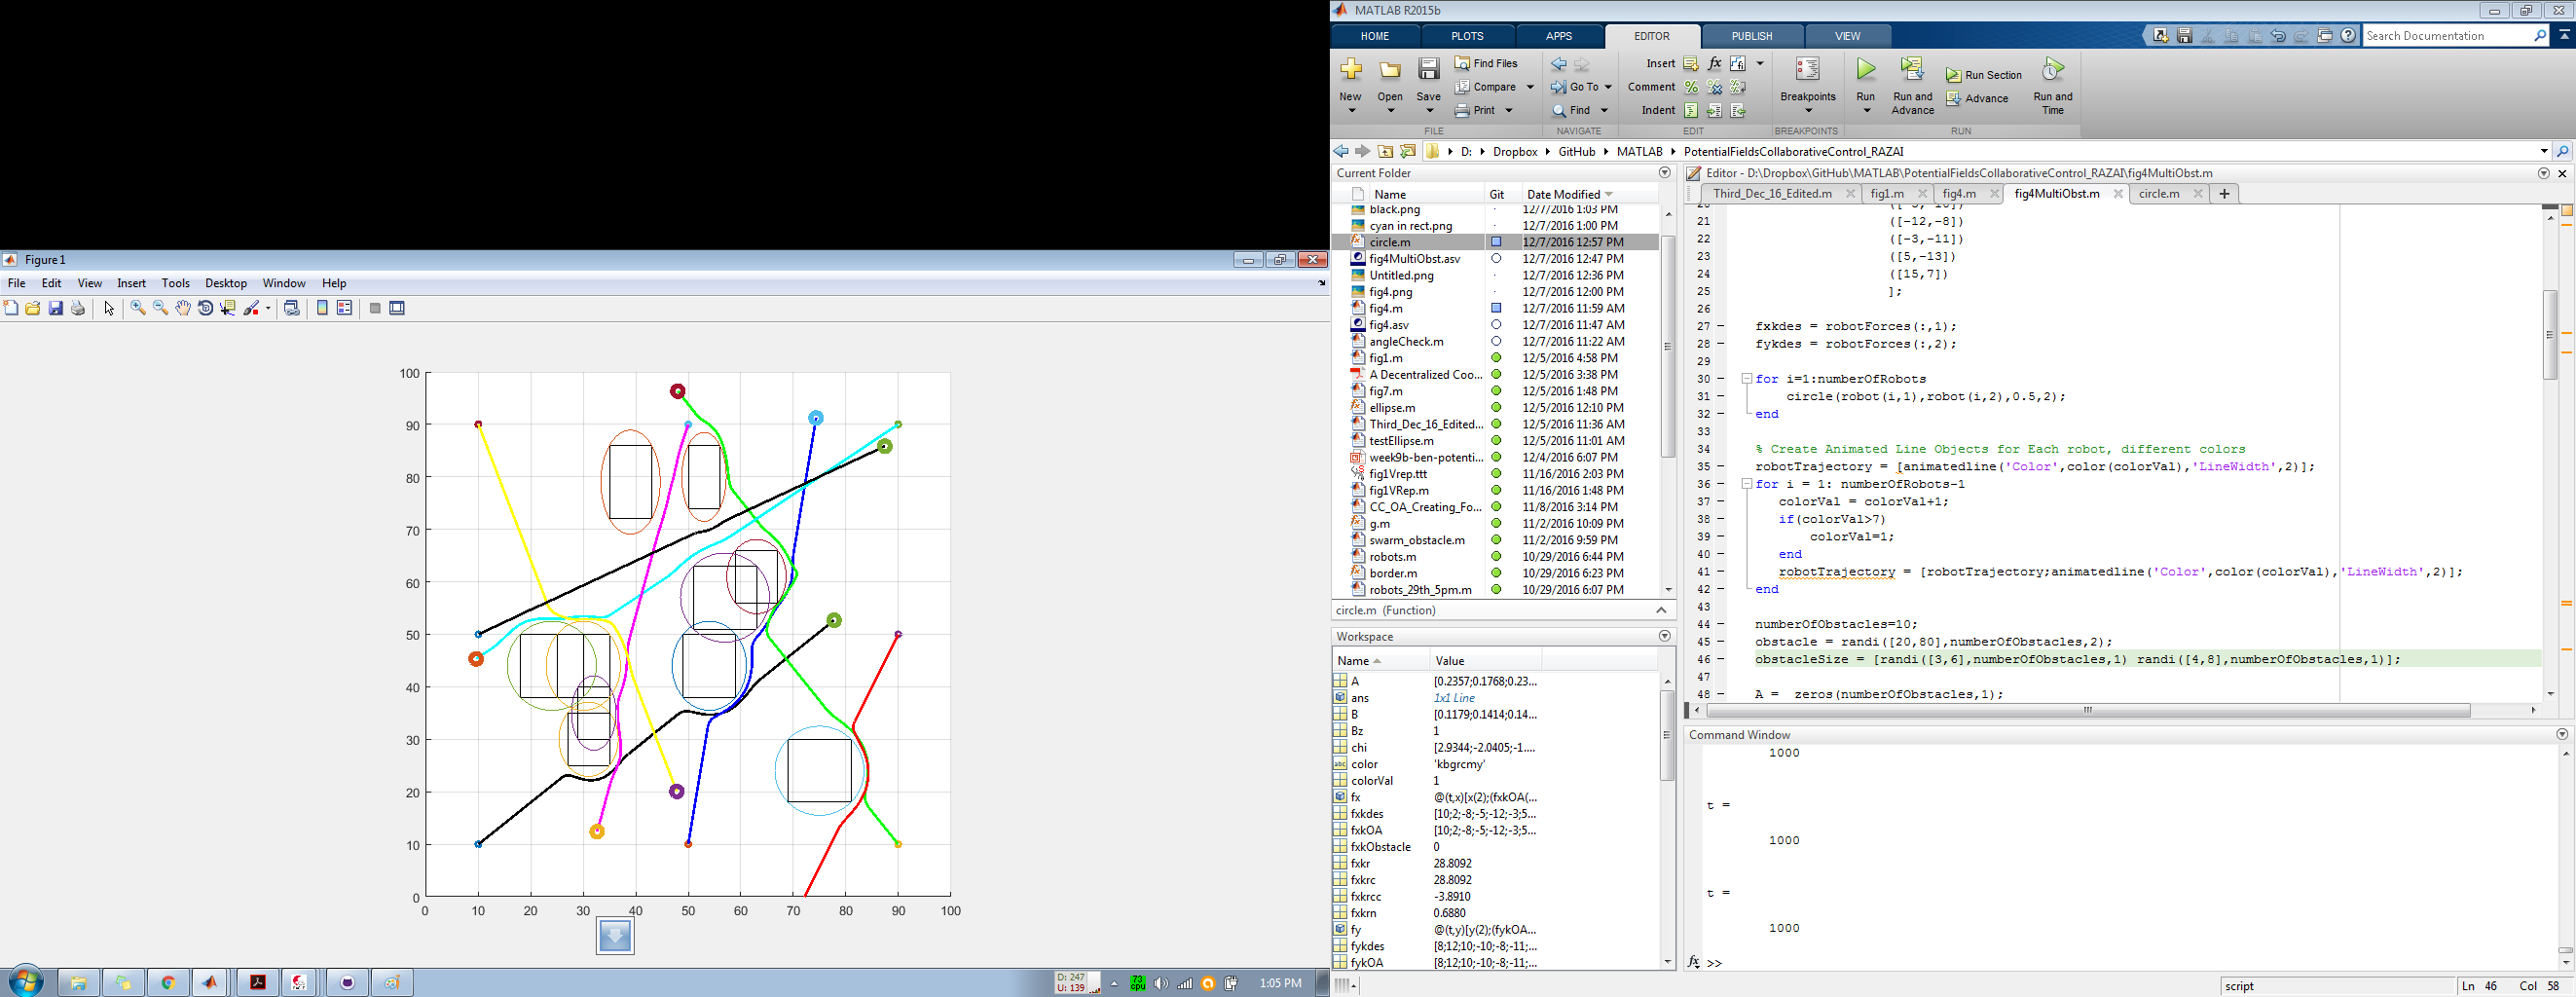 Figure 1
File Edit View Insert Tools Desktop Window Help
100
90
80
70
60
50
40
30
20
10
0
0 10 20 30 40 50 60 70 80 90 100
D: 247
U: 139
73
cpu
1:05 PM
MATLAB R2015b
HOME PLOTS APPS EDITOR PUBLISH VIEW
Search Documentation
New Open Save
Find Files
Compare
Print
Go To
Find
Insert
Comment
Indent
Breakpoints
Run
Run and Advance
Run Section
Advance
Run and Time
FILE NAVIGATE EDIT BREAKPOINTS RUN
D: Dropbox GitHub MATLAB PotentialFieldsCollaborativeControl_RAZAI
Current Folder
Name Git Date Modified
black.png 12/7/2016 1:03 PM
cyan in rect.png 12/7/2016 1:00 PM
circle.m 12/7/2016 12:57 PM
fig4MultiObst.asv 12/7/2016 12:47 PM
Untitled.png 12/7/2016 12:36 PM
fig4.png 12/7/2016 12:00 PM
fig4.m 12/7/2016 11:59 AM
fig4.asv 12/7/2016 11:47 AM
angleCheck.m 12/7/2016 11:22 AM
fig1.m 12/5/2016 4:58 PM
A Decentralized Coo... 12/5/2016 3:38 PM
fig7.m 12/5/2016 1:48 PM
ellipse.m 12/5/2016 12:10 PM
Third_Dec_16_Edited... 12/5/2016 11:36 AM
testEllipse.m 12/5/2016 11:01 AM
week9b-ben-potenti... 12/4/2016 6:07 PM
fig1Vrep.ttt 11/16/2016 2:03 PM
fig1VRep.m 11/16/2016 1:48 PM
CC_OA_Creating_Fo... 11/8/2016 3:14 PM
g.m 11/2/2016 10:09 PM
swarm_obstacle.m 11/2/2016 9:59 PM
robots.m 10/29/2016 6:44 PM
border.m 10/29/2016 6:23 PM
robots_29th_5pm.m 10/29/2016 6:07 PM
circle.m (Function)
Workspace
Name Value
A [0.2357;0.1768;0.23...
ans 1x1 Line
B [0.1179;0.1414;0.14...
Bz 1
chi [2.9344;-2.0405;-1....
color 'kbgrcmy'
colorVal 1
fx @(t,x)[x(2);(fxkOA(...
fxkdes [10;2;-8;-5;-12;-3;5...
fxkOA [10;2;-8;-5;-12;-3;5...
fxkObstacle 0
fxkr 28.8092
fxkrc 28.8092
fxkrcc -3.8910
fxkrn 0.6880
fy @(t,y)[y(2);(fykOA...
fykdes [8;12;10;-10;-8;-11;...
fykOA [8;12;10;-10;-8;-11;...
Editor - D:\Dropbox\GitHub\MATLAB\PotentialFieldsCollaborativeControl_RAZAI\fig4MultiObst.m
Third_Dec_16_Edited.m fig1.m fig4.m fig4MultiObst.m circle.m +
21 ([-12,-8])
22 ([-3,-11])
23 ([5,-13])
24 ([15,7])
25 ];
26
27 fxkdes = robotForces(:,1);
28 fykdes = robotForces(:,2);
29
30 for i=1:numberOfRobots
31 circle(robot(i,1),robot(i,2),0.5,2);
32 end
33
34 % Create Animated Line Objects for Each robot, different colors
35 robotTrajectory = [animatedline('Color',color(colorVal),'LineWidth',2)];
36 for i = 1: numberOfRobots-1
37 colorVal = colorVal+1;
38 if(colorVal>7)
39 colorVal=1;
40 end
41 robotTrajectory = [robotTrajectory;animatedline('Color',color(colorVal),'LineWidth',2)];
42 end
43
44 numberOfObstacles=10;
45 obstacle = randi([20,80],numberOfObstacles,2);
46 obstacleSize = [randi([3,6],numberOfObstacles,1) randi([4,8],numberOfObstacles,1)];
47
48 A = zeros(numberOfObstacles,1);
Command Window
1000
t =
1000
t =
1000
fx >>
script Ln 46 Col 58